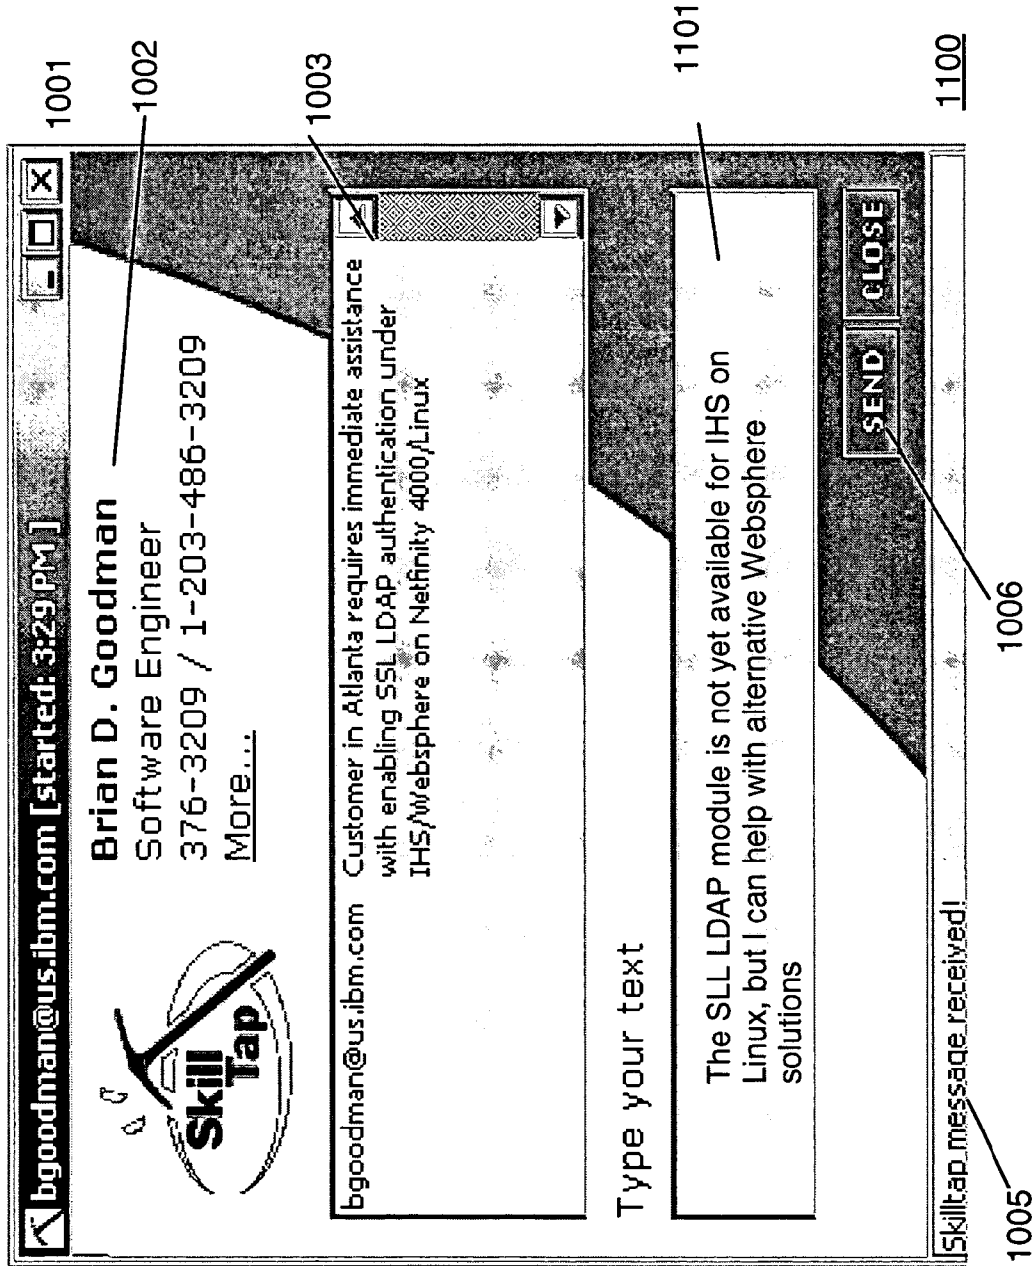 bgoodman@us.ibm.com [started: 3:29 PM ]
1001
Skill
Tap
Brian D. Goodman
Software Engineer
376-3209 / 1-203-486-3209
More...
1002
bgoodman@us.ibm.com Customer in Atlanta requires immediate assistance
with enabling SSL LDAP authentication under
IHS/Websphere on Netfinity 4000/Linux
1003
Type your text
The SLL LDAP module is not yet available for IHS on
Linux, but I can help with alternative Websphere
solutions
1101
SEND CLOSE
Skilltap message received!
1005
1006
1100